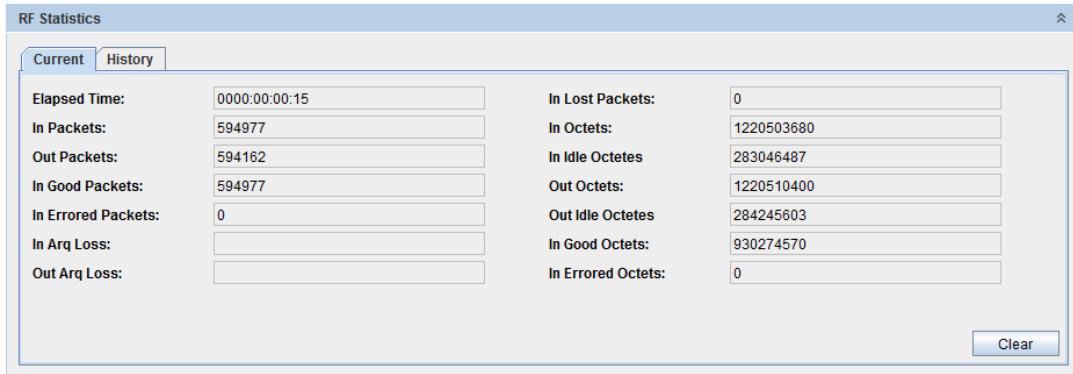 RF Statistics
Current History
Elapsed Time: 0000:00:00:15 In Lost Packets: 0
In Packets: 594977 In Octets: 1220503680
Out Packets: 594162 In Idle Octetes 283046487
In Good Packets: 594977 Out Octets: 1220510400
In Errored Packets: 0 Out Idle Octetes 284245603
In Arq Loss: In Good Octets: 930274570
Out Arq Loss: In Errored Octets: 0
Clear